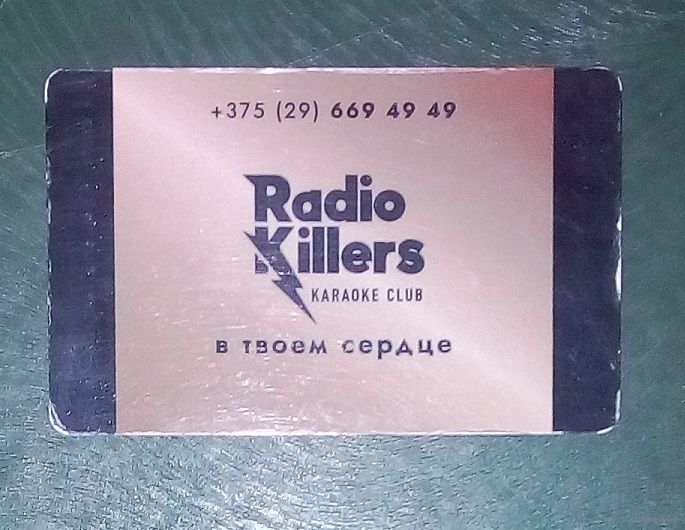 +375 (29) 669 49 49
Radio
Killers
KARAOKE CLUB
в твоем сердце